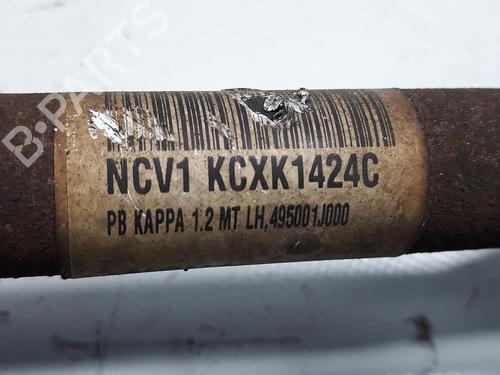 B-PARTS
NCV1 KCXK1424C
PB KAPPA 1.2 MT LH,495001J000